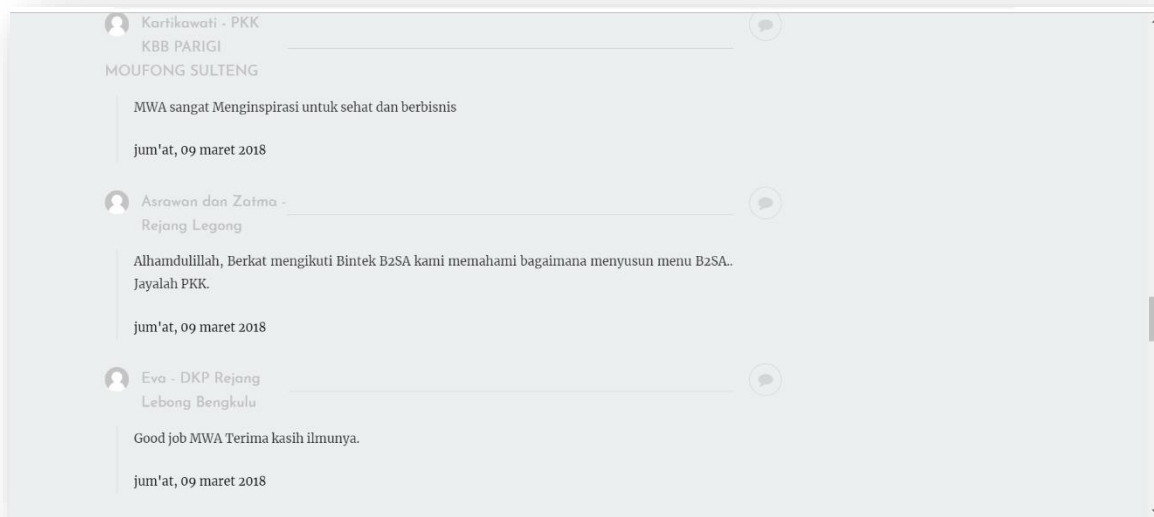 Kartikawati - PKK
KBB PARIGI
MOUFONG SULTENG
MWA sangat Menginspirasi untuk sehat dan berbisnis
jum'at, 09 maret 2018
Asrawan dan Zatma -
Rejang Legong
Alhamdulillah, Berkat mengikuti Bintek B2SA kami memahami bagaimana menyusun menu B2SA..
Jayalah PKK.
jum'at, 09 maret 2018
Eva - DKP Rejang
Lebong Bengkulu
Good job MWA Terima kasih ilmunya.
jum'at, 09 maret 2018